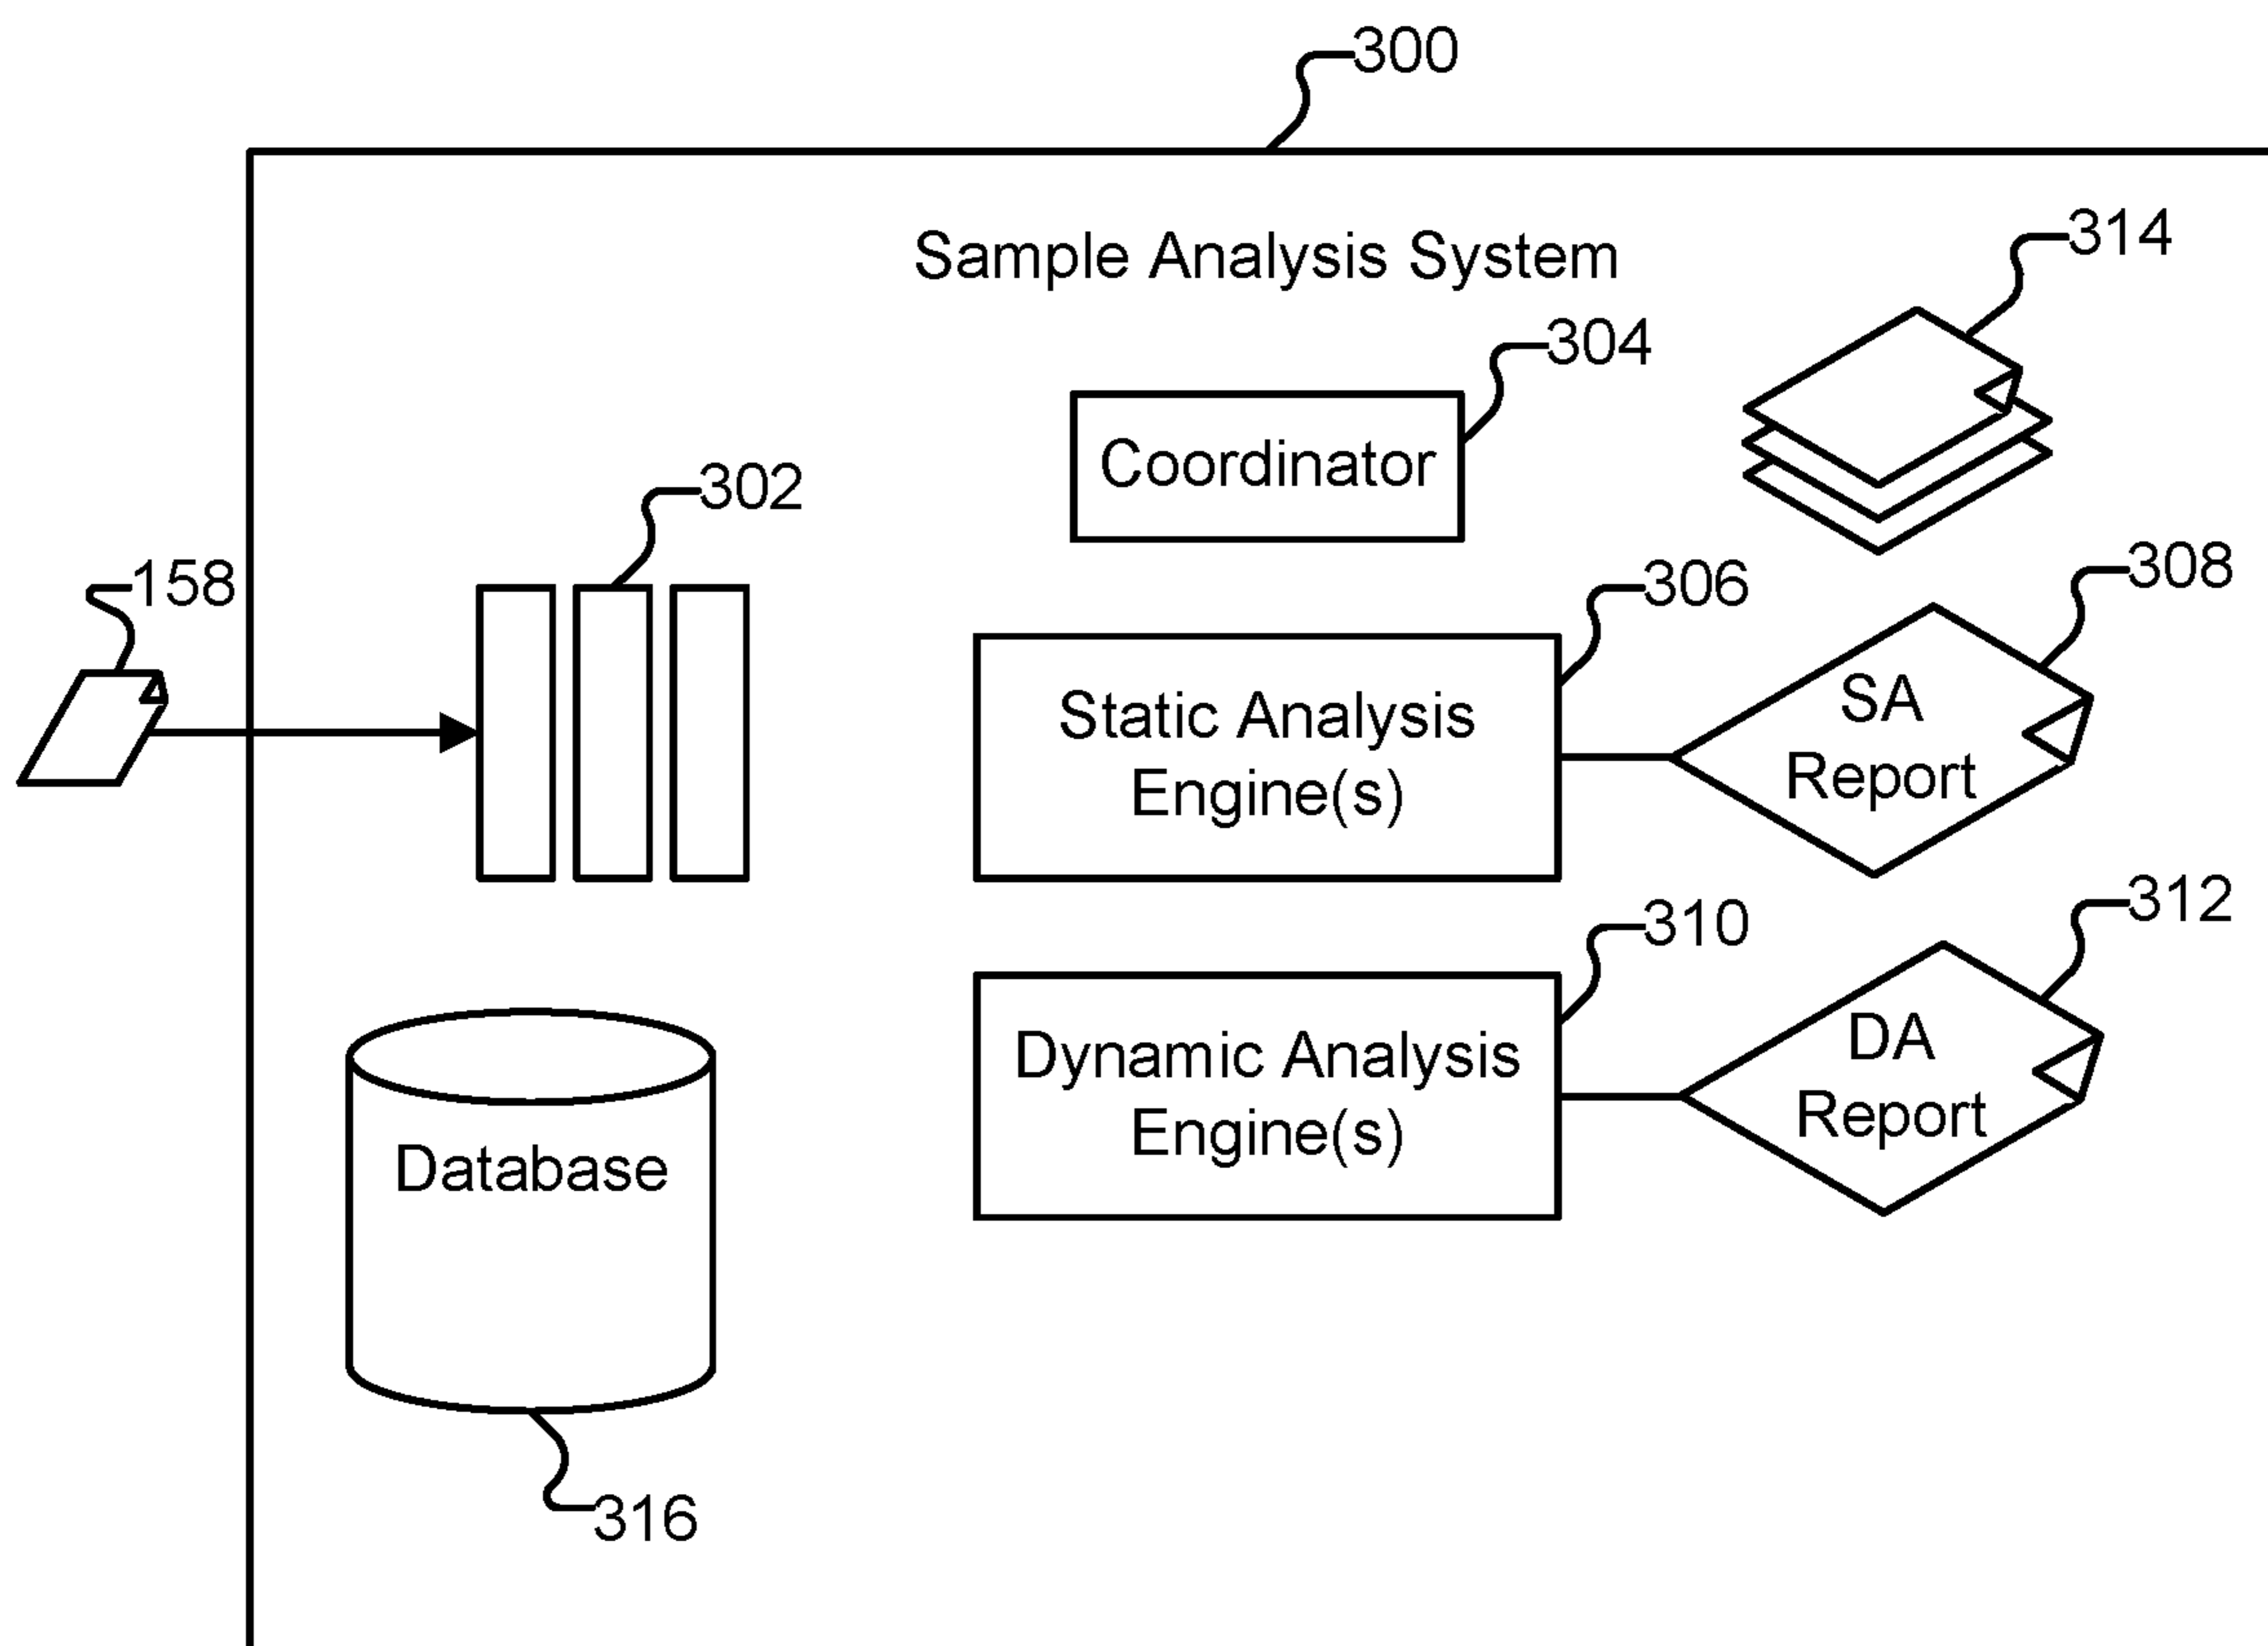 300
Sample Analysis System
314
304
Coordinator
302
158
306
308
Static Analysis
Engine(s)
SA
Report
310
312
Dynamic Analysis
Engine(s)
DA
Report
Database
316